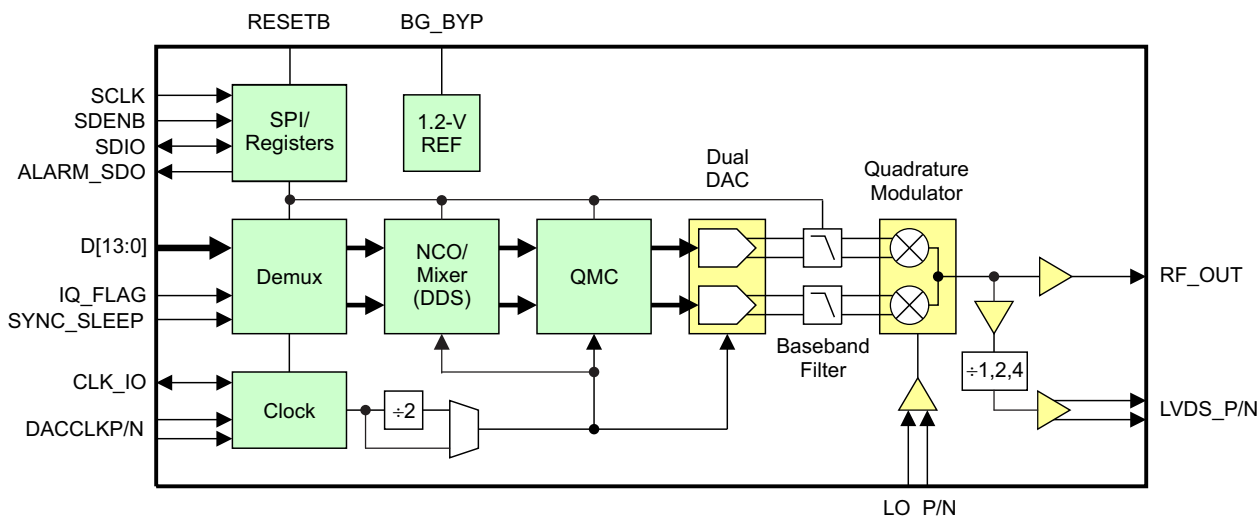 RESETB
BG_BYP
SCLK
SDENB
SDIO
ALARM_SDO
SPI/
Registers
1.2-V
REF
Dual
DAC
Quadrature
Modulator
D[13:0]
IQ_FLAG
SYNC_SLEEP
Demux
NCO/
Mixer
(DDS)
QMC
RF_OUT
Baseband
Filter
÷1,2,4
CLK_IO
DACCLKP/N
Clock
÷2
LVDS_P/N
LO_P/N